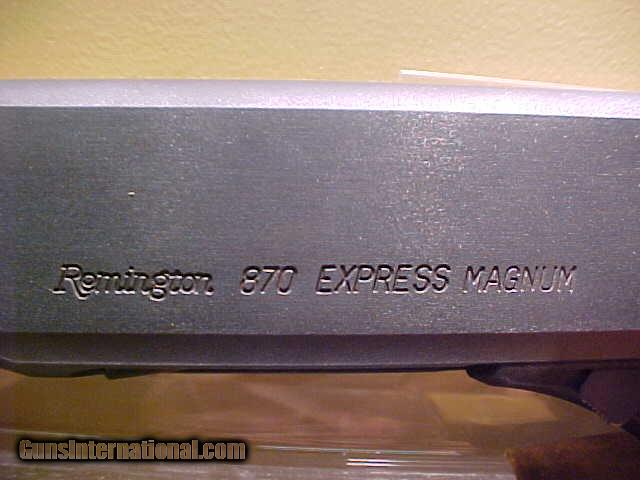 Remington 870 EXPRESS MAGNUM
GunsInternational.com